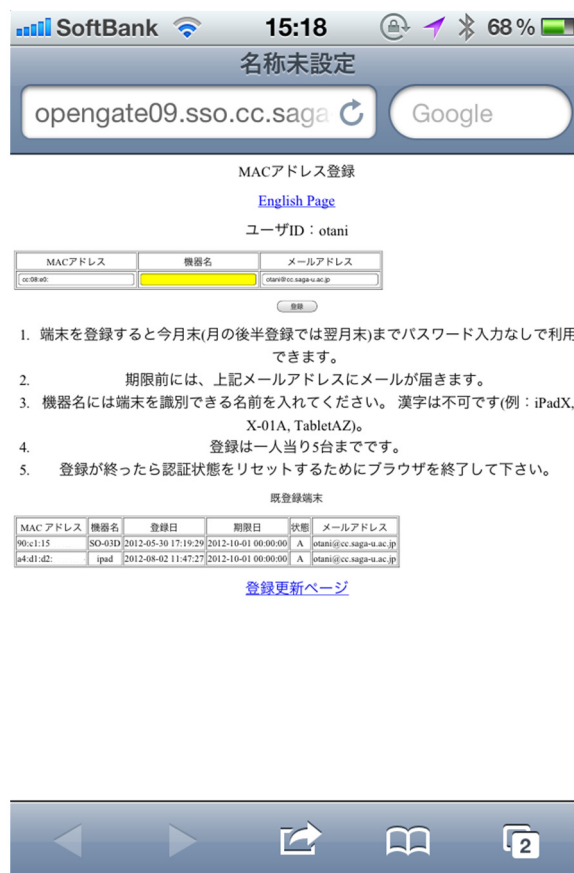 SoftBank 15:18 68%
名称未設定
opengate09.sso.cc.saga Google
MACアドレス登録
English Page
ユーザID：otani
MACアドレス 機器名 メールアドレス
cc:08:e0: otani@cc.saga-u.ac.jp
登録
1. 端末を登録すると今月末(月の後半登録では翌月末)までパスワード入力なしで利用
できます。
2. 期限前には、上記メールアドレスにメールが届きます。
3. 機器名には端末を識別できる名前を入れてください。 漢字は不可です(例：iPadX,
X-01A, TabletAZ)。
4. 登録は一人当り5台までです。
5. 登録が終ったら認証状態をリセットするためにブラウザを終了して下さい。
既登録端末
MAC アドレス 機器名 登録日 期限日 状態 メールアドレス
90:c1:15 SO-03D 2012-05-30 17:19:29 2012-10-01 00:00:00 A otani@cc.saga-u.ac.jp
a4:d1:d2: ipad 2012-08-02 11:47:27 2012-10-01 00:00:00 A otani@cc.saga-u.ac.jp
登録更新ページ
2